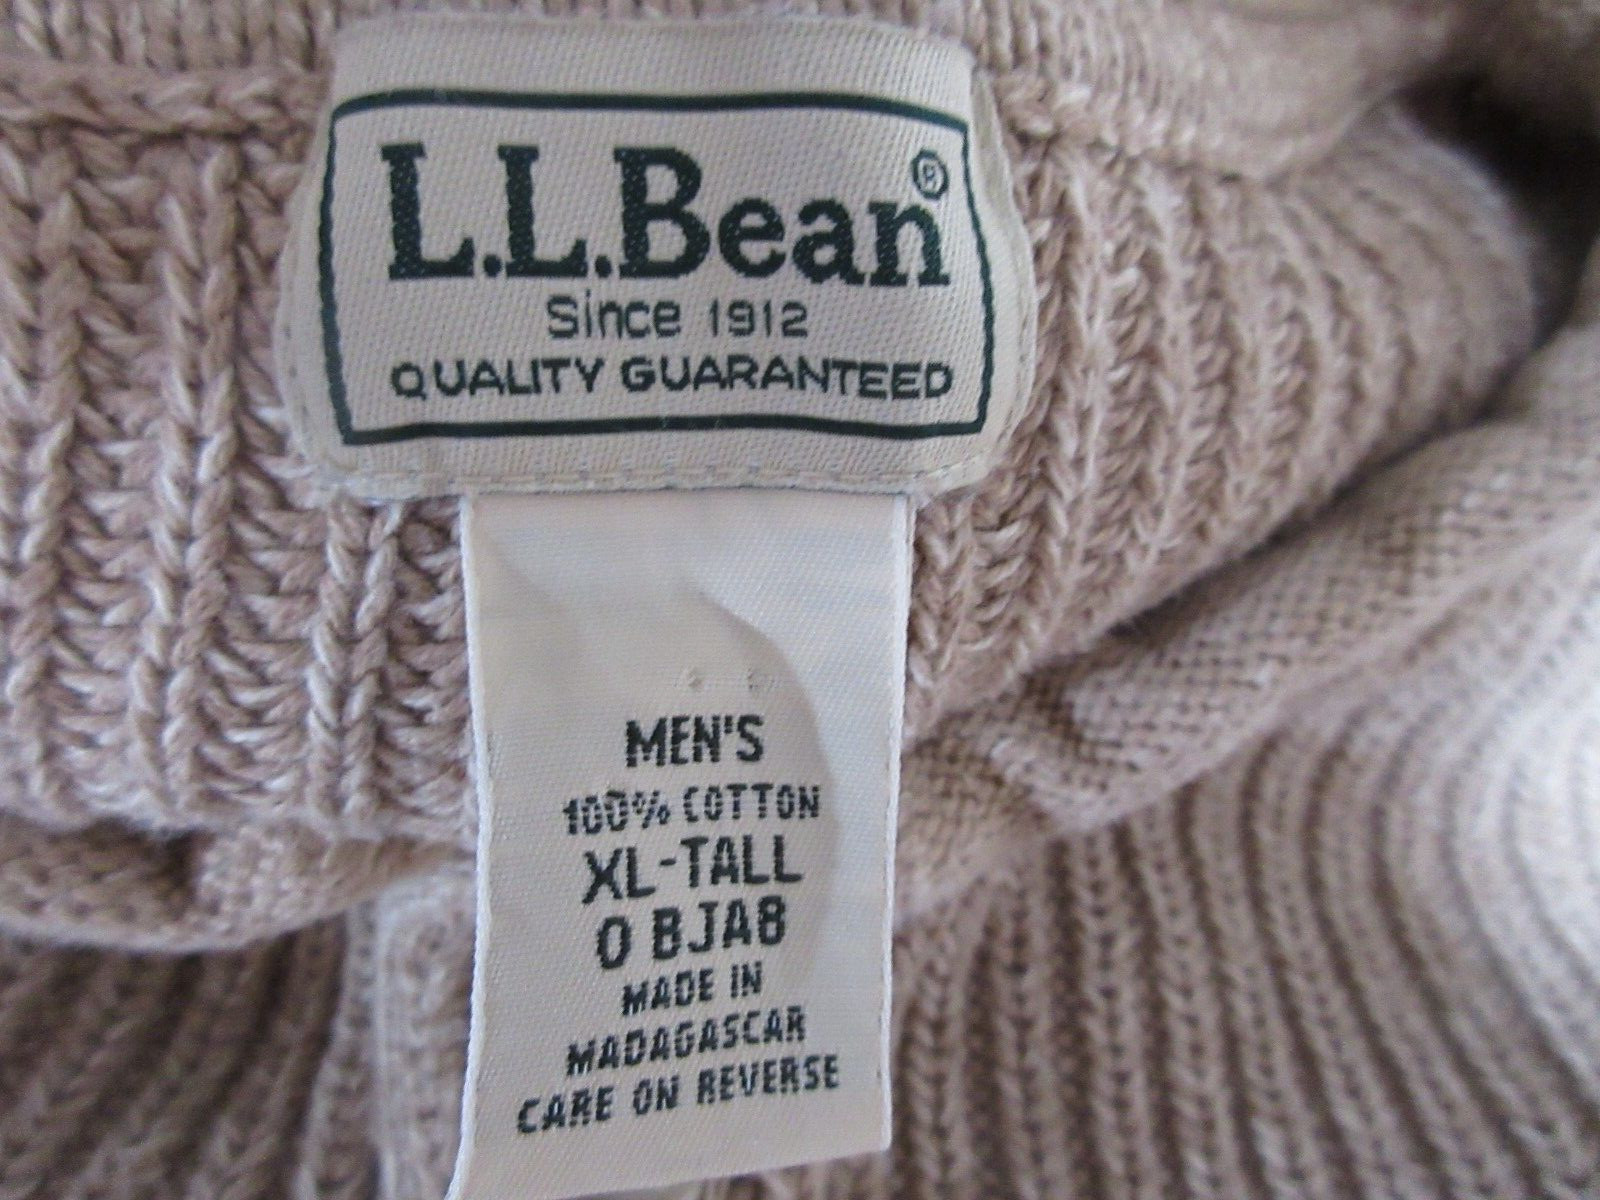 L.L.Bean®
Since 1912
QUALITY GUARANTEED
MEN'S
100% COTTON
XL-TALL
0 BJA8
MADE IN
MADAGASCAR
CARE ON REVERSE